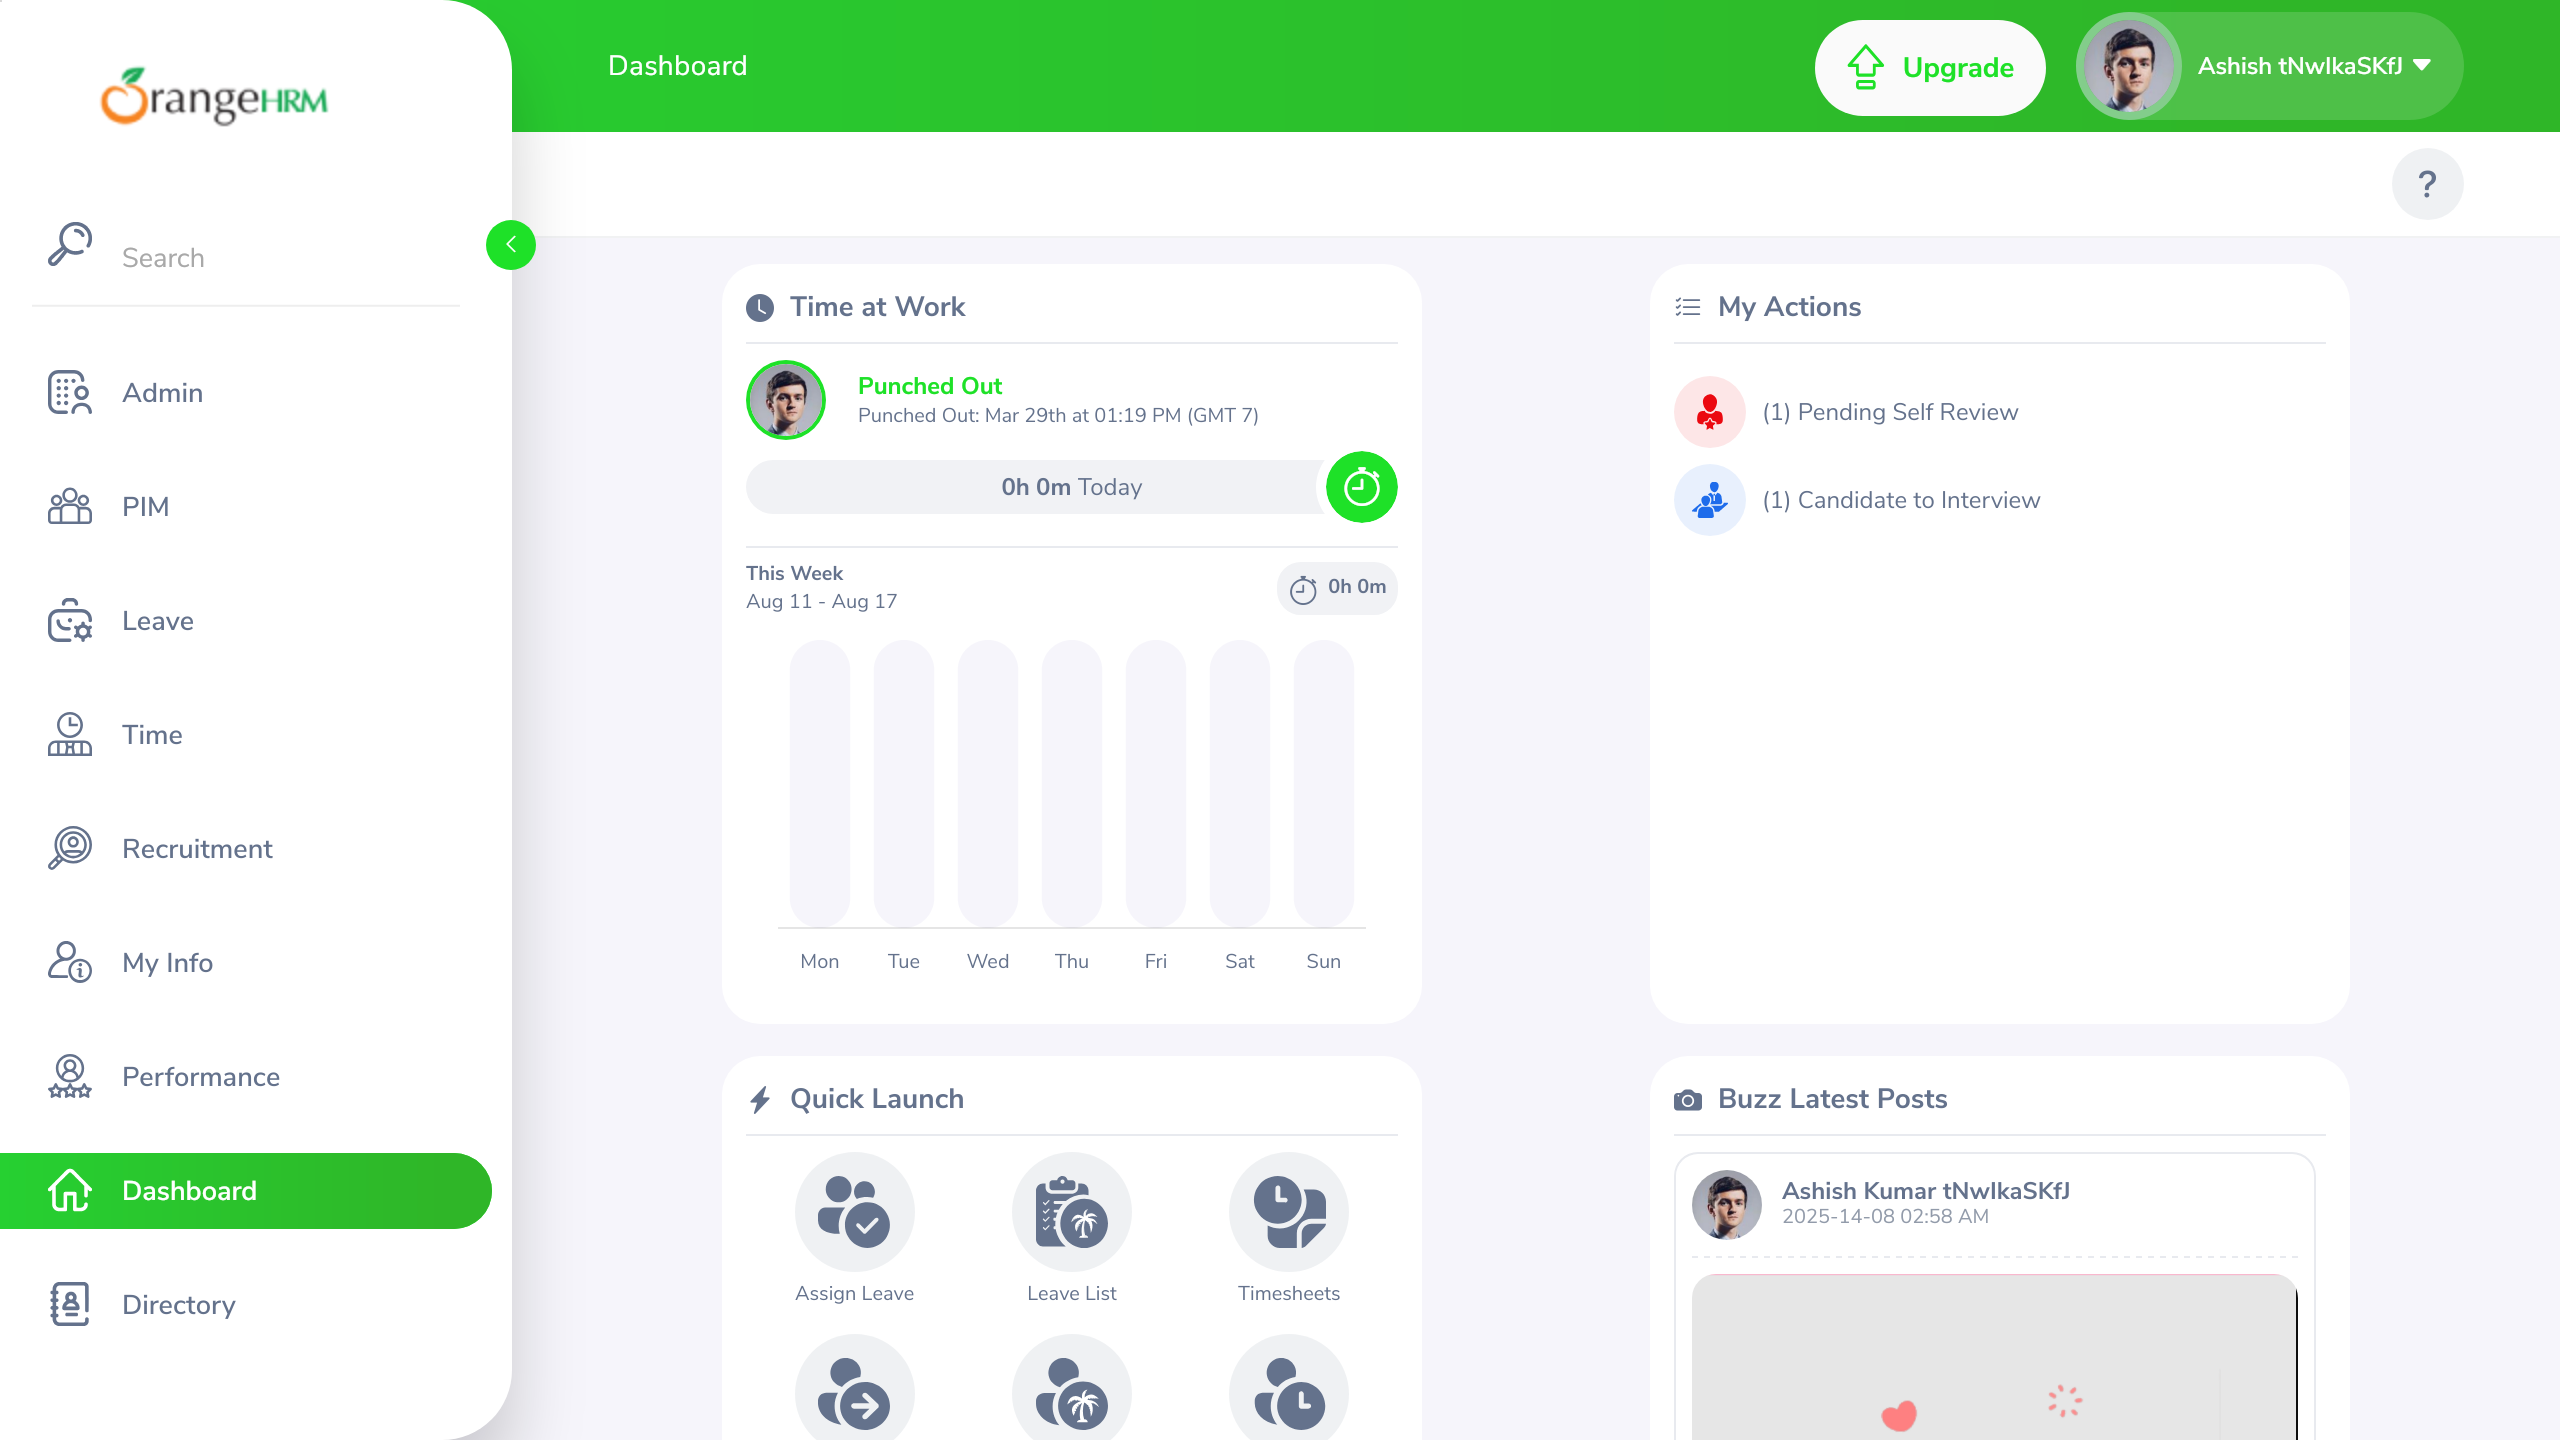 OrangeHRM
Search
Admin
PIM
Leave
Time
Recruitment
My Info
Performance
Dashboard
Directory
Dashboard
Upgrade
Ashish tNwIkaSKfJ
?
Time at Work
Punched Out
Punched Out: Mar 29th at 01:19 PM (GMT 7)
0h 0m Today
This Week
Aug 11 - Aug 17
0h 0m
Mon Tue Wed Thu Fri Sat Sun
My Actions
(1) Pending Self Review
(1) Candidate to Interview
Quick Launch
Assign Leave
Leave List
Timesheets
Buzz Latest Posts
Ashish Kumar tNwIkaSKfJ
2025-14-08 02:58 AM